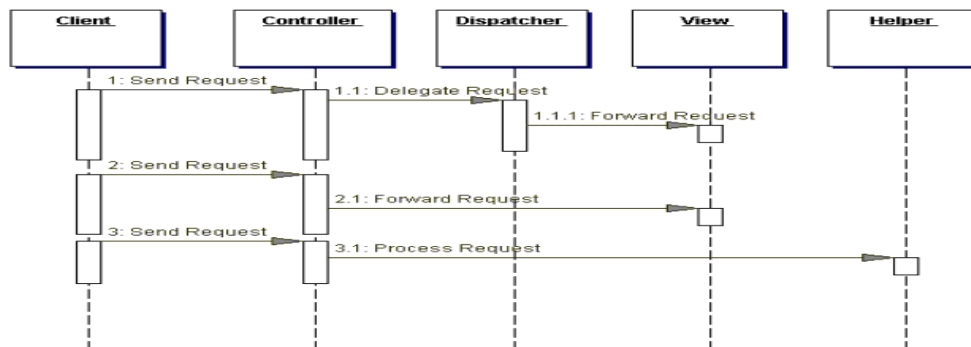 Client Controller Dispatcher View Helper
1: Send Request
1.1: Delegate Request
1.1.1: Forward Request
2: Send Request
2.1: Forward Request
3: Send Request
3.1: Process Request